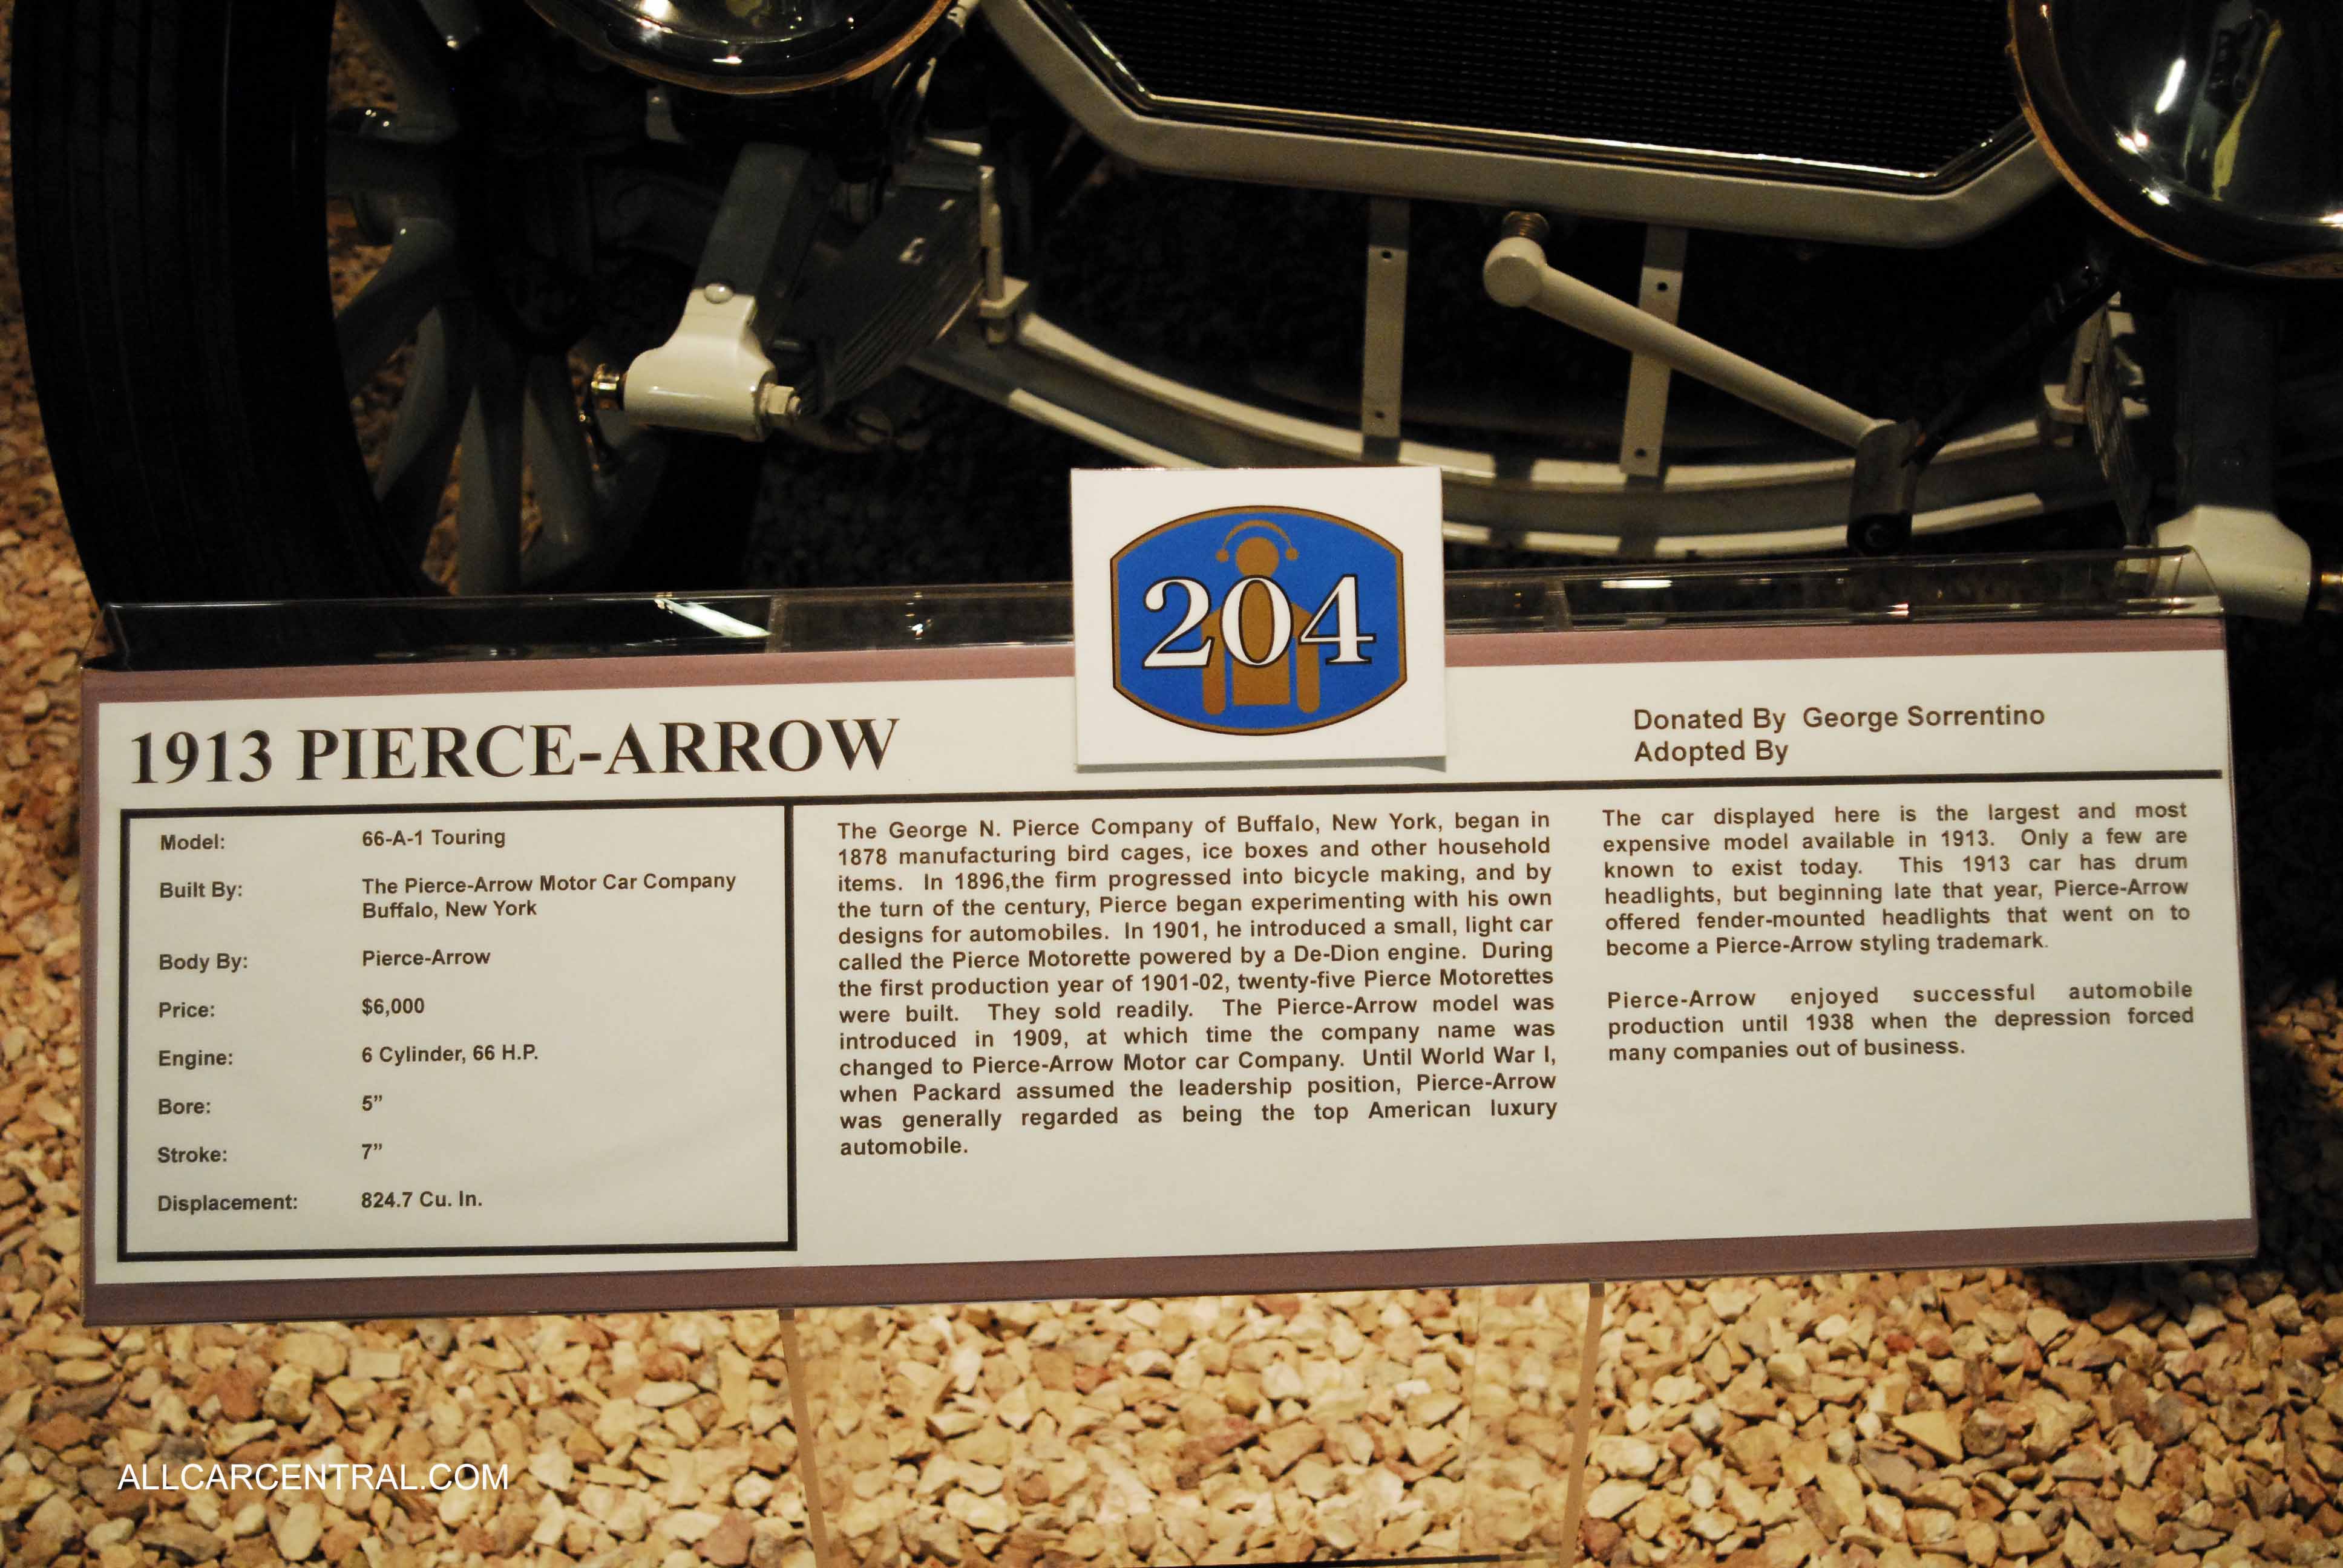 204
1913 PIERCE-ARROW
Donated By George Sorrentino
Adopted By
Model: 66-A-1 Touring
Built By: The Pierce-Arrow Motor Car Company
Buffalo, New York
Body By: Pierce-Arrow
Price: $6,000
Engine: 6 Cylinder, 66 H.P.
Bore: 5”
Stroke: 7”
Displacement: 824.7 Cu. In.
The George N. Pierce Company of Buffalo, New York, began in
1878 manufacturing bird cages, ice boxes and other household
items. In 1896,the firm progressed into bicycle making, and by
the turn of the century, Pierce began experimenting with his own
designs for automobiles. In 1901, he introduced a small, light car
called the Pierce Motorette powered by a De-Dion engine. During
the first production year of 1901-02, twenty-five Pierce Motorettes
were built. They sold readily. The Pierce-Arrow model was
introduced in 1909, at which time the company name was
changed to Pierce-Arrow Motor car Company. Until World War I,
when Packard assumed the leadership position, Pierce-Arrow
was generally regarded as being the top American luxury
automobile.
The car displayed here is the largest and most
expensive model available in 1913. Only a few are
known to exist today. This 1913 car has drum
headlights, but beginning late that year, Pierce-Arrow
offered fender-mounted headlights that went on to
become a Pierce-Arrow styling trademark.
Pierce-Arrow enjoyed successful automobile
production until 1938 when the depression forced
many companies out of business.
ALLCARCENTRAL.COM